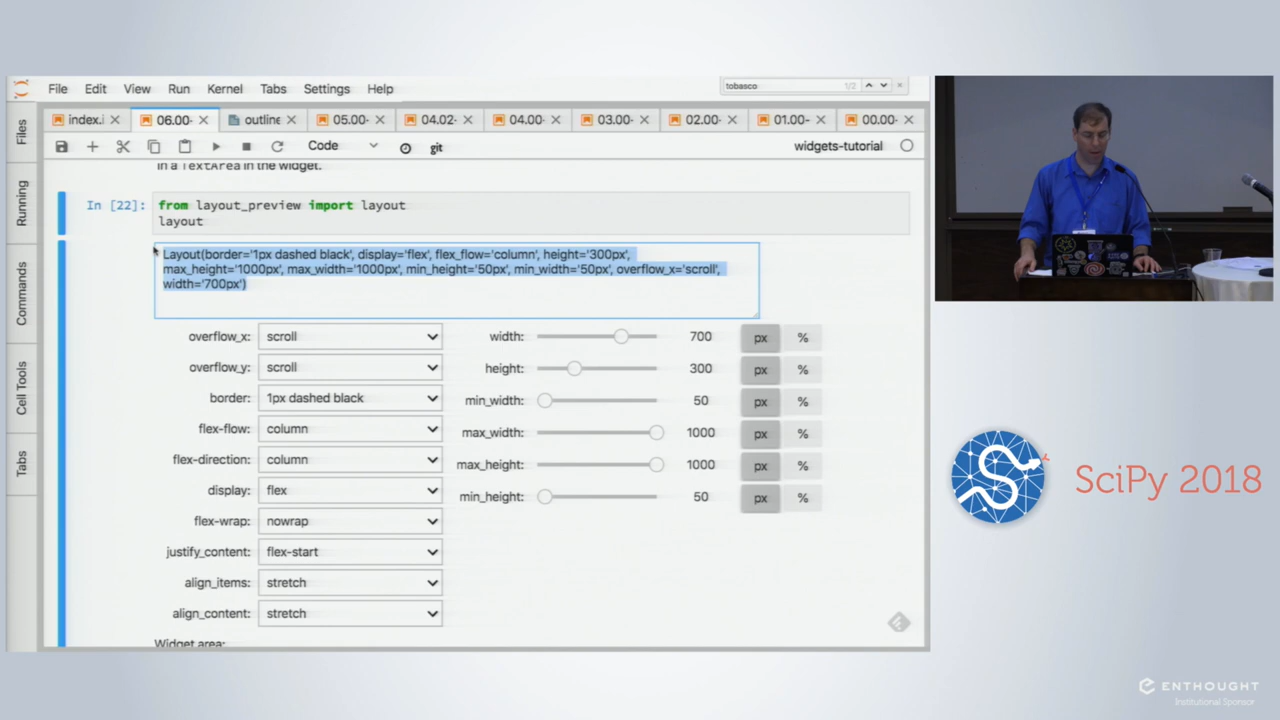 File Edit View Run Kernel Tabs Settings Help
tobasco 1/2
index.i 06.00- outline 05.00- 04.02- 04.00- 03.00- 02.00- 01.00- 00.00-
Code git widgets-tutorial
Files
Running
Commands
Cell Tools
Tabs
in a TextArea in the widget.
In [22]: from layout_preview import layout
layout
Layout(border='1px dashed black', display='flex', flex_flow='column', height='300px',
max_height='1000px', max_width='1000px', min_height='50px', min_width='50px', overflow_x='scroll',
width='700px')
overflow_x: scroll width: 700 px %
overflow_y: scroll height: 300 px %
border: 1px dashed black min_width: 50 px %
flex-flow: column max_width: 1000 px %
flex-direction: column max_height: 1000 px %
display: flex min_height: 50 px %
flex-wrap: nowrap
justify_content: flex-start
align_items: stretch
align_content: stretch
Widget area:
SciPy 2018
ENTHOUGHT
Institutional Sponsor